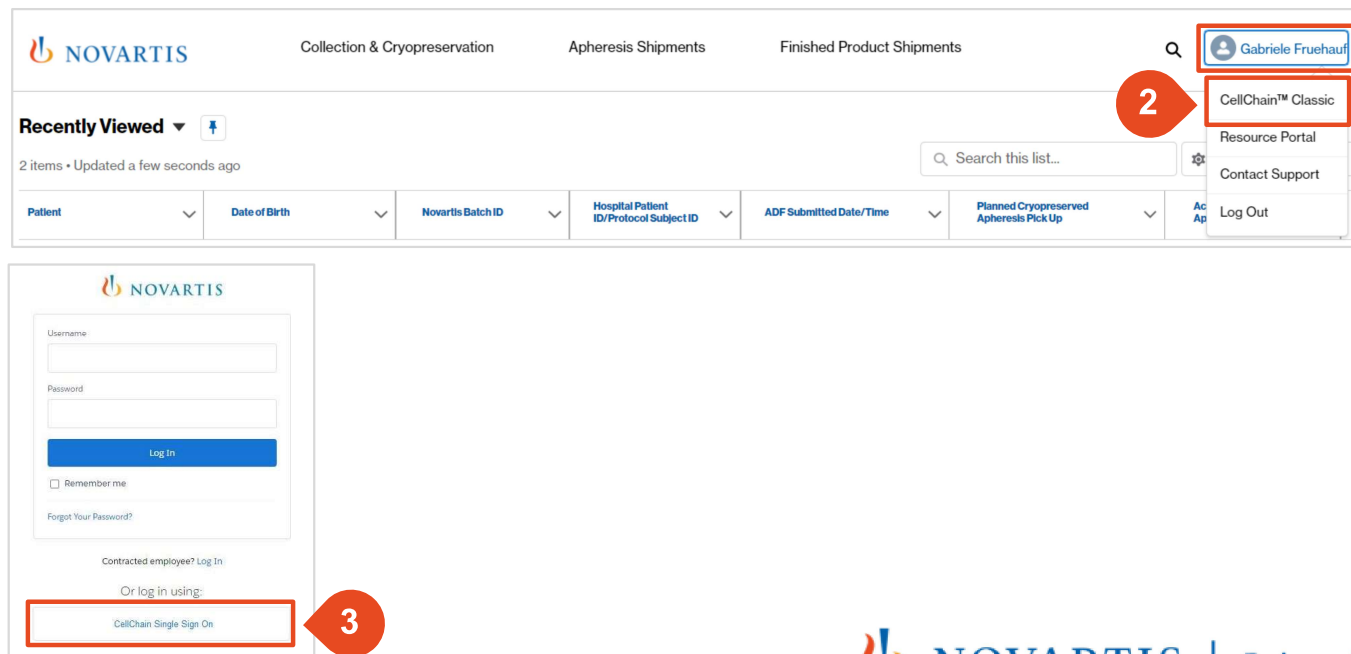 NOVARTIS
Collection & Cryopreservation
Apheresis Shipments
Finished Product Shipments
Gabriele Fruehauf
2
CellChain™ Classic
Resource Portal
Contact Support
Log Out
Recently Viewed
2 items • Updated a few seconds ago
Search this list...
Patient
Date of Birth
Novartis Batch ID
Hospital Patient
ID/Protocol Subject ID
ADF Submitted Date/Time
Planned Cryopreserved
Apheresis Pick Up
NOVARTIS
Username
Password
Log In
Remember me
Forgot Your Password?
Contracted employee? Log In
Or log in using:
CellChain Single Sign On
3
NOVARTIS